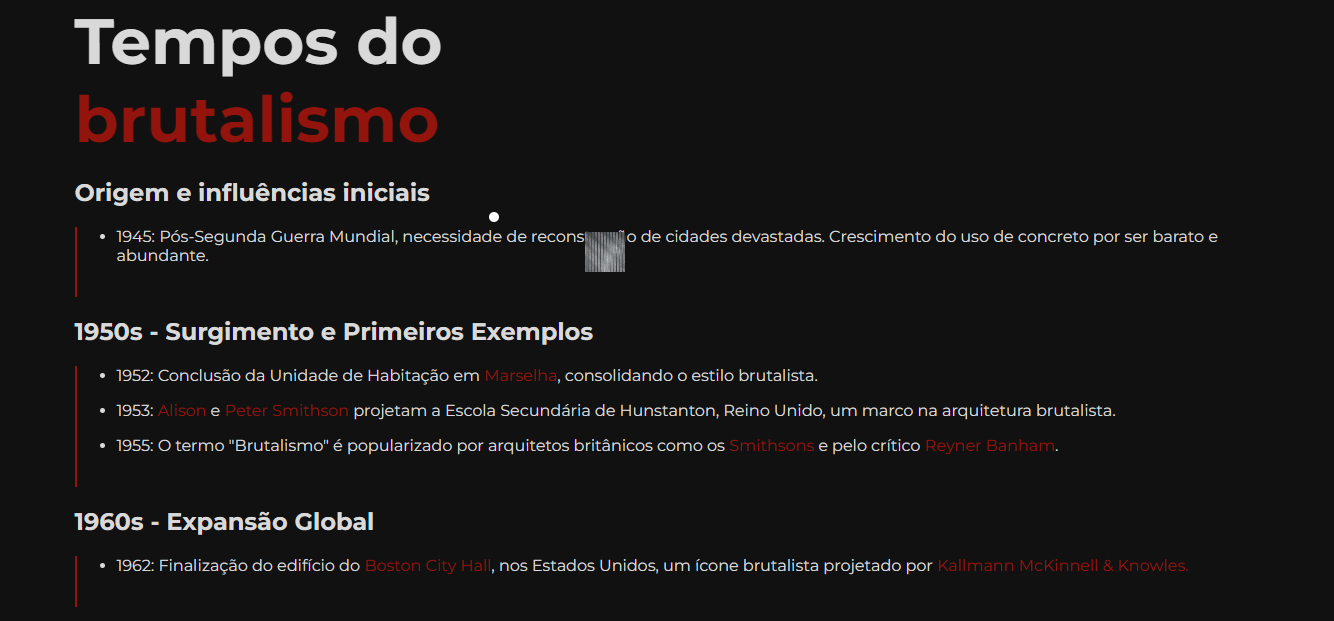 Tempos do
brutalismo
Origem e influências iniciais
1945: Pós-Segunda Guerra Mundial, necessidade de de cidades devastadas. Crescimento do uso de concreto por ser barato e
abundante.
1950s - Surgimento e Primeiros Exemplos
1952: Conclusão da Unidade de Habitação em Marselha, consolidando o estilo brutalista.
1953: Alison e Peter Smithson projetam a Escola Secundária de Hunstanton, Reino Unido, um marco na arquitetura brutalista.
1955: O termo "Brutalismo" é popularizado por arquitetos britânicos como os Smithsons e pelo crítico Reyner Banham.
1960s - Expansão Global
1962: Finalização do edifício do Boston City Hall, nos Estados Unidos, um ícone brutalista projetado por Kallmann McKinnell & Knowles.